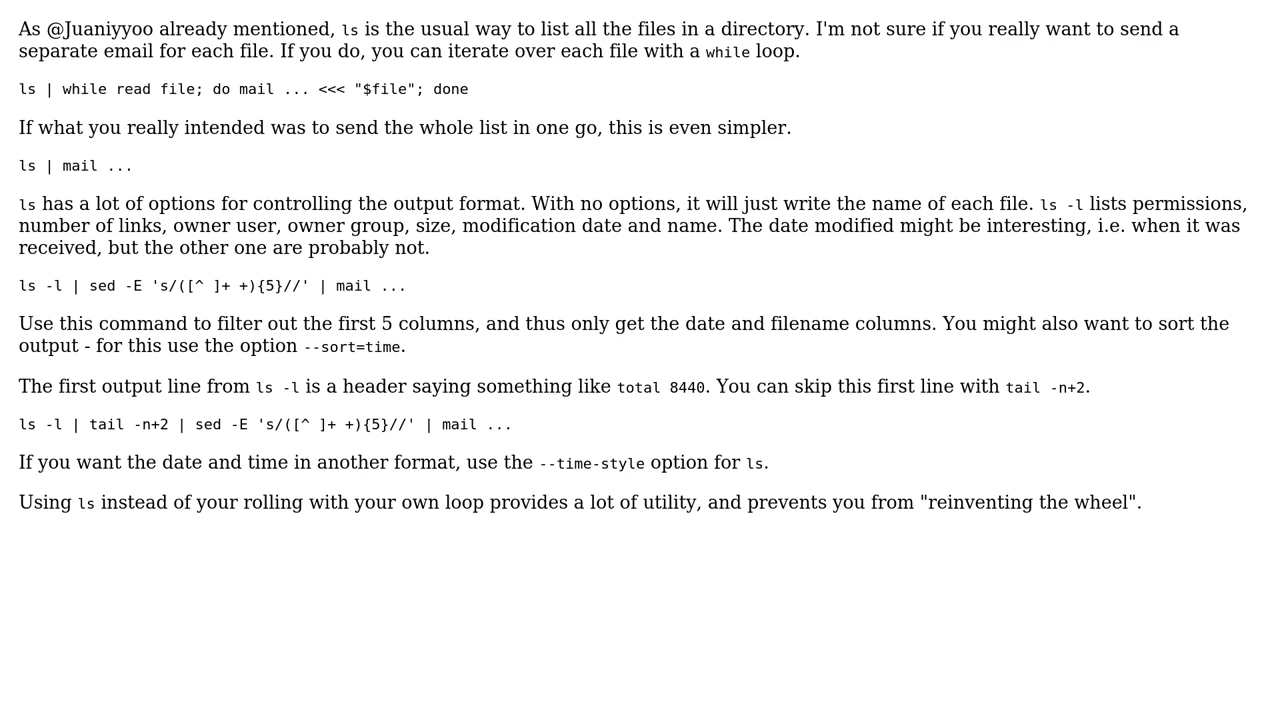 As @Juaniyyoo already mentioned, ls is the usual way to list all the files in a directory. I'm not sure if you really want to send a
separate email for each file. If you do, you can iterate over each file with a while loop.
ls | while read file; do mail ... <<< "$file"; done
If what you really intended was to send the whole list in one go, this is even simpler.
ls | mail ...
ls has a lot of options for controlling the output format. With no options, it will just write the name of each file. ls -l lists permissions,
number of links, owner user, owner group, size, modification date and name. The date modified might be interesting, i.e. when it was
received, but the other one are probably not.
ls -l | sed -E 's/([^ ]+ +){5}//' | mail ...
Use this command to filter out the first 5 columns, and thus only get the date and filename columns. You might also want to sort the
output - for this use the option --sort=time.
The first output line from ls -l is a header saying something like total 8440. You can skip this first line with tail -n+2.
ls -l | tail -n+2 | sed -E 's/([^ ]+ +){5}//' | mail ...
If you want the date and time in another format, use the --time-style option for ls.
Using ls instead of your rolling with your own loop provides a lot of utility, and prevents you from "reinventing the wheel".